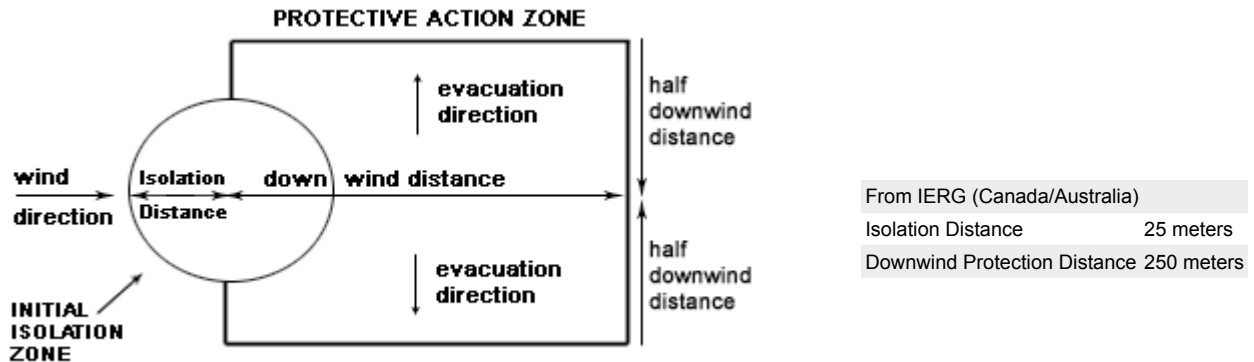 PROTECTIVE ACTION ZONE
evacuation
direction
half
downwind
distance
wind
direction
Isolation
Distance
down wind distance
evacuation
direction
half
downwind
distance
INITIAL
ISOLATION
ZONE
From IERG (Canada/Australia)
Isolation Distance 25 meters
Downwind Protection Distance 250 meters